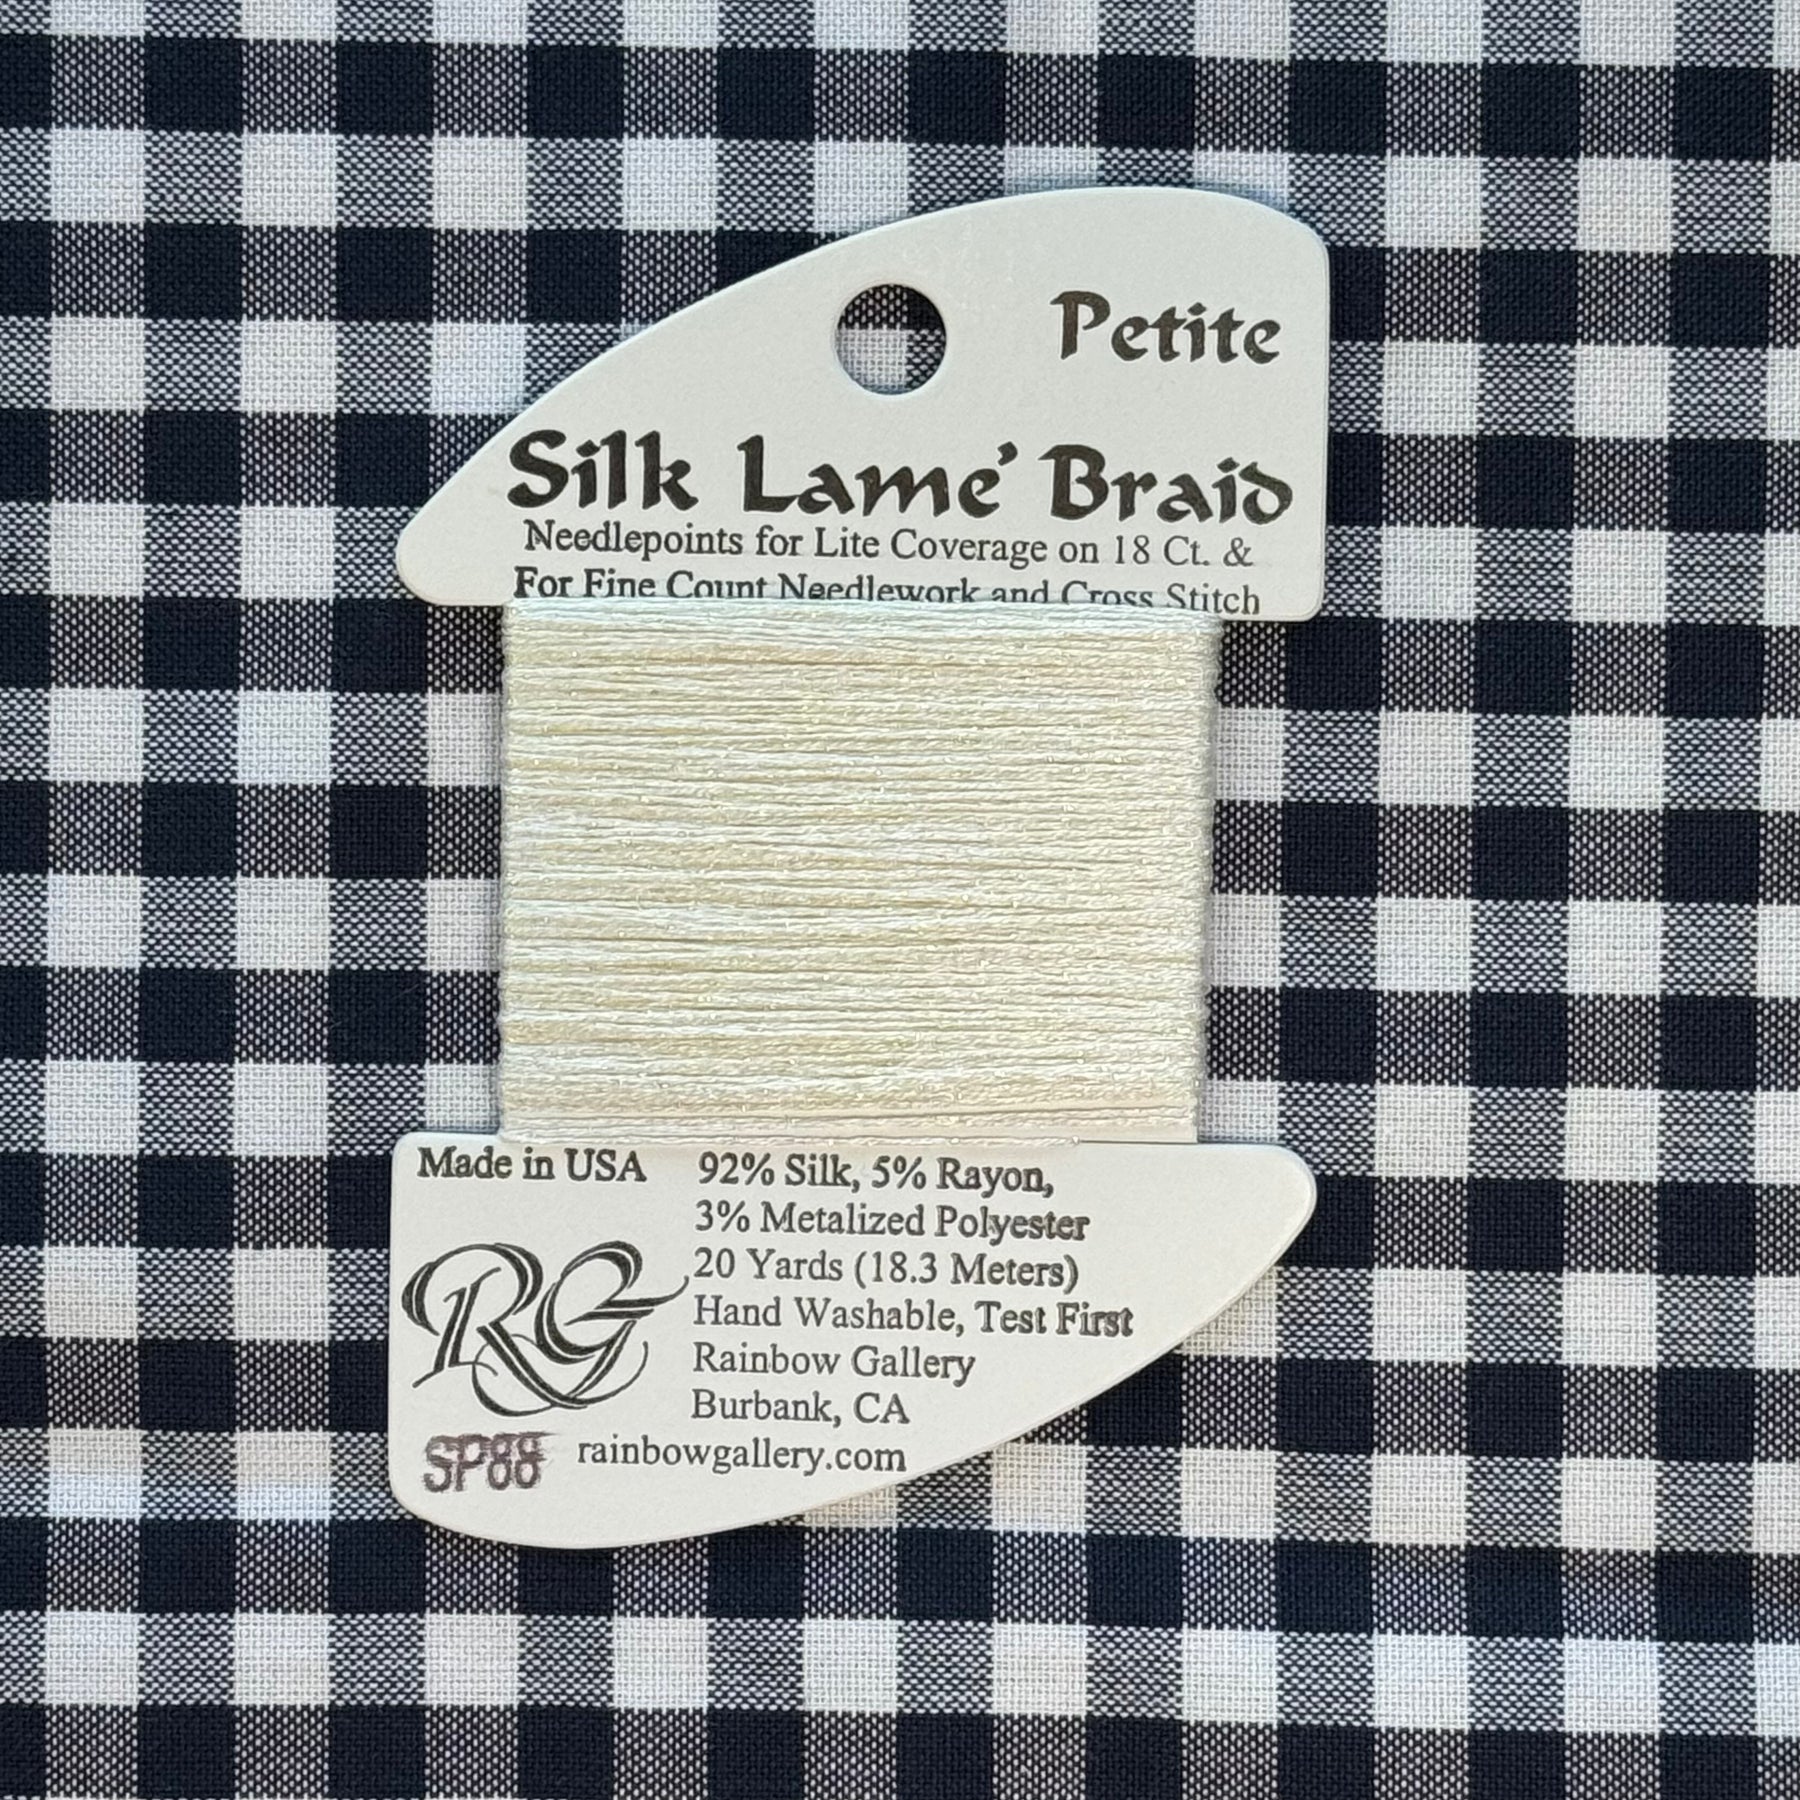 Petite
Silk Lame' Braid
Needlepoints for Lite Coverage on 18 Ct. &
For Fine Count Needlework and Cross Stitch
Made in USA
92% Silk, 5% Rayon,
3% Metalized Polyester
20 Yards (18.3 Meters)
Hand Washable, Test First
Rainbow Gallery
Burbank, CA
RG
SP88
rainbowgallery.com